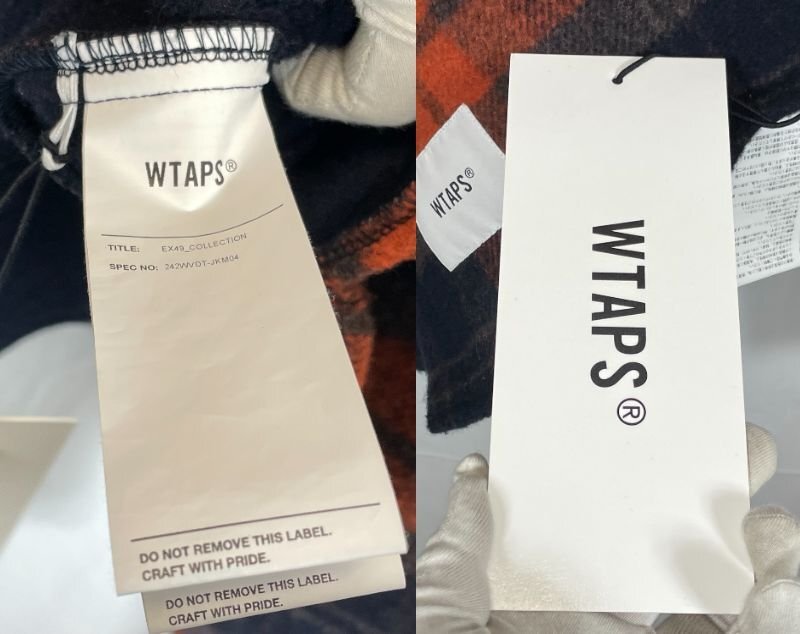 WTAPS®
TITLE: EX49_COLLECTION
SPEC NO: 242WVDT-JKM04
DO NOT REMOVE THIS LABEL.
CRAFT WITH PRIDE.
DO NOT REMOVE THIS LABEL.
CRAFT WITH PRIDE.
WTAPS®
WTAPS®